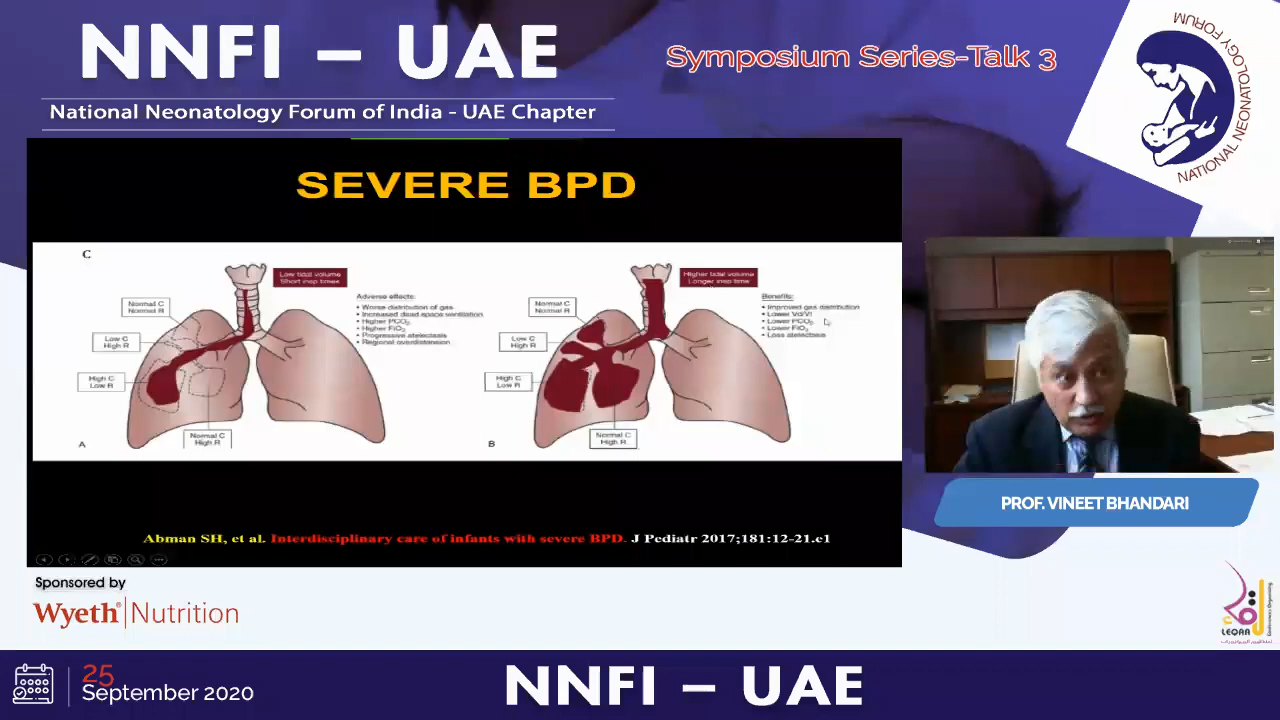 NNFI – UAE
National Neonatology Forum of India - UAE Chapter
Symposium Series-Talk 3
NATIONAL NEONATOLOGY FORUM
SEVERE BPD
C
Low tidal volume
Short insp times
Normal C
Normal R
Low C
High R
High C
Low R
Normal C
High R
A
Adverse effects:
• Worse distribution of gas
• Increased dead space ventilation
• Higher PCO2
• Higher FiO2
• Progressive atelectasis
• Regional overdistension
Higher tidal volume
Longer insp time
Normal C
Normal R
Low C
High R
High C
Low R
Normal C
High R
B
Benefits:
• Improved gas distribution
• Lower Vd/Vt
• Lower PCO2
• Lower FiO2
• Less atelectasis
Abman SH, et al. Interdisciplinary care of infants with severe BPD. J Pediatr 2017;181:12-21.e1
PROF. VINEET BHANDARI
Sponsored by
Wyeth® Nutrition
LEQAA
25
September 2020
NNFI – UAE